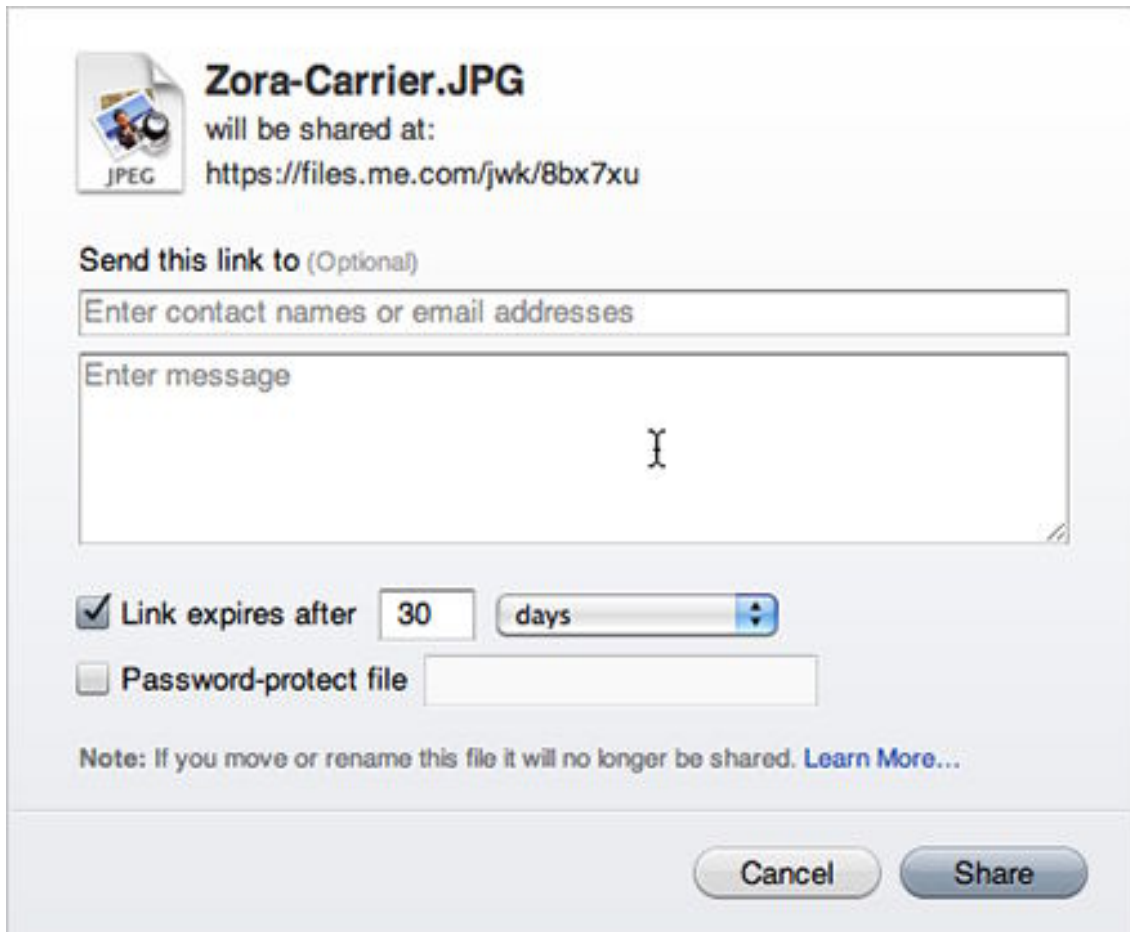 Zora-Carrier.JPG
will be shared at:
JPEG
https://files.me.com/jwk/8bx7xu
Send this link to (Optional)
Enter contact names or email addresses
Enter message
Link expires after 30 days
Password-protect file
Note: If you move or rename this file it will no longer be shared. Learn More...
Cancel Share